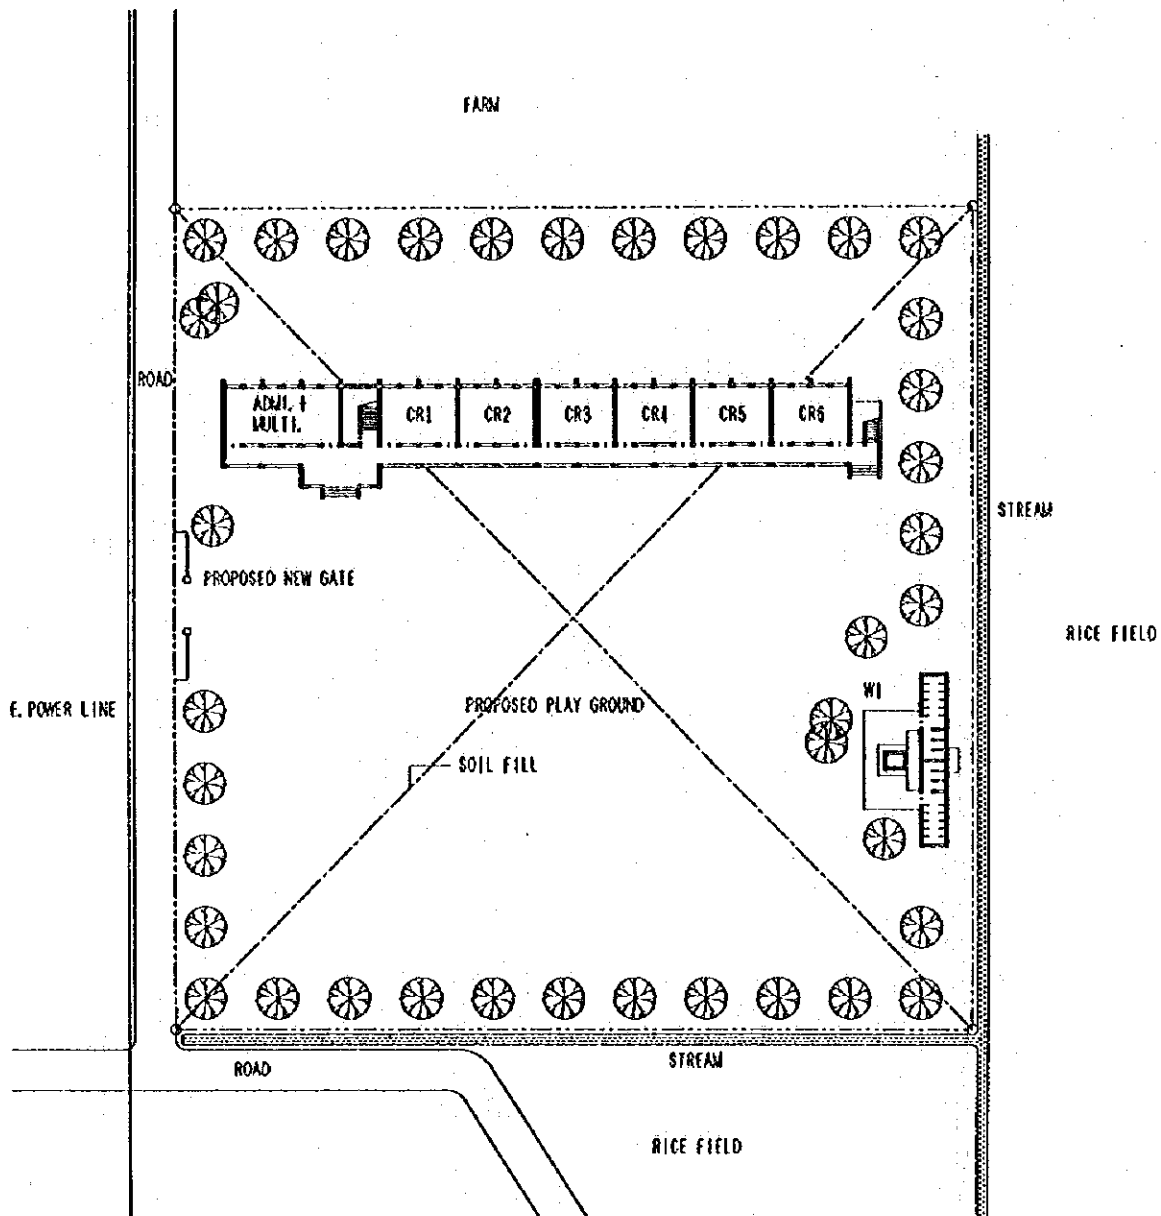 FARM
ROAD
ADMI. +
MULTI.
CR1
CR2
CR3
CR4
CR5
CR6
STREAM
PROPOSED NEW GATE
RICE FIELD
W1
E. POWER LINE
PROPOSED PLAY GROUND
SOIL FILL
ROAD
STREAM
RICE FIELD